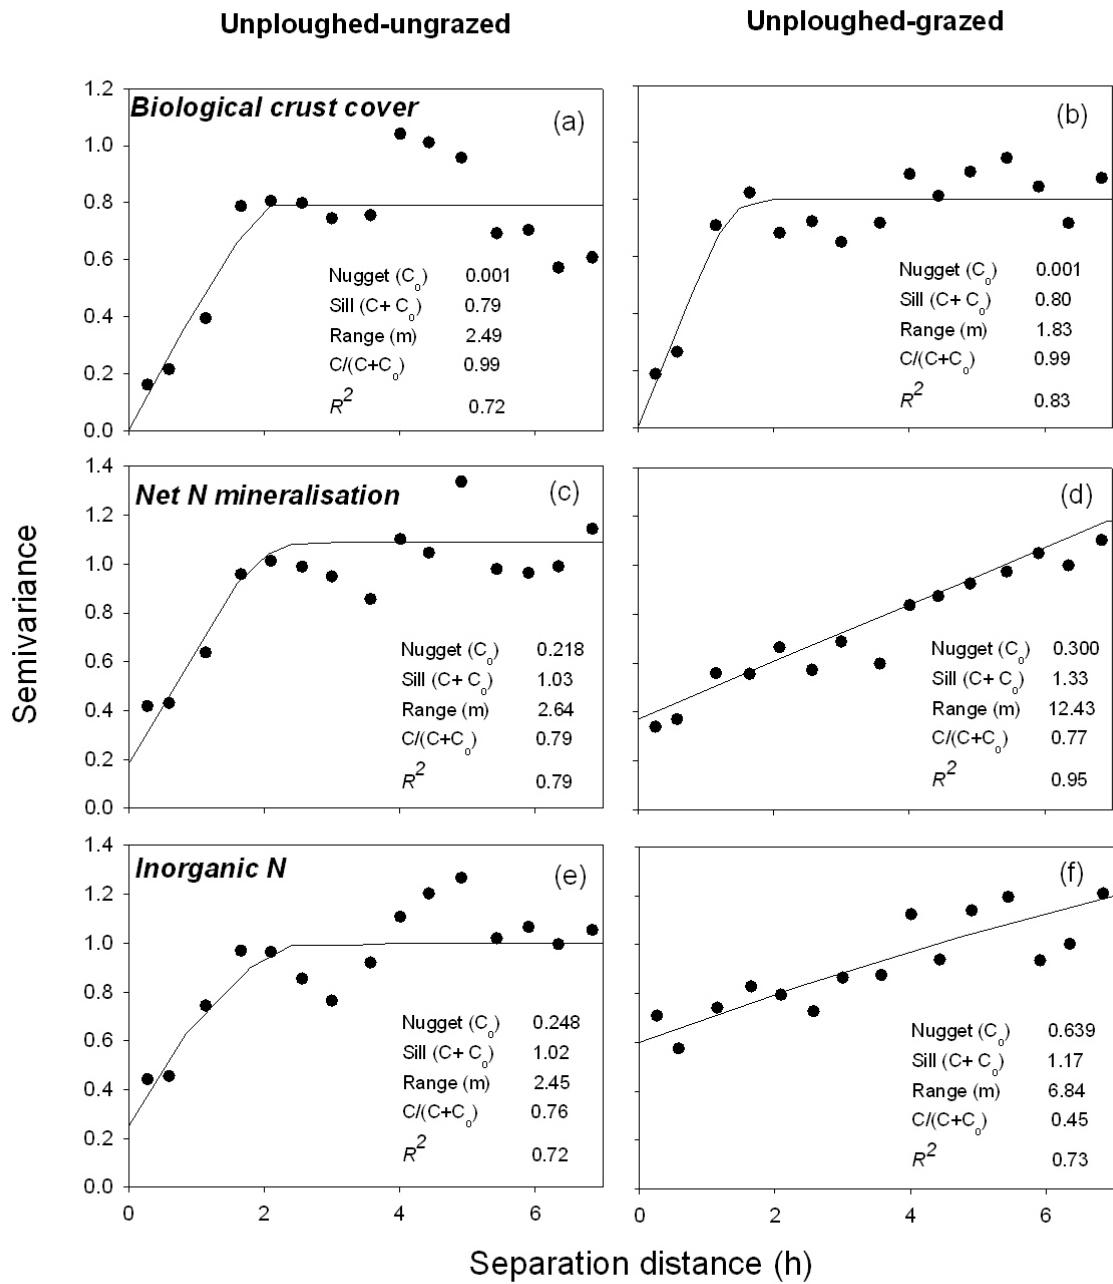 Unploughed-ungrazed
Unploughed-grazed
1.2
1.0
0.8
0.6
0.4
0.2
0.0
Biological crust cover
(a)
Nugget (C0) 0.001
Sill (C+ C0) 0.79
Range (m) 2.49
C/(C+C0) 0.99
R2 0.72
(b)
Nugget (C0) 0.001
Sill (C+ C0) 0.80
Range (m) 1.83
C/(C+C0) 0.99
R2 0.83
Semivariance
1.4
1.2
1.0
0.8
0.6
0.4
0.2
0.0
Net N mineralisation
(c)
Nugget (C0) 0.218
Sill (C+ C0) 1.03
Range (m) 2.64
C/(C+C0) 0.79
R2 0.79
(d)
Nugget (C0) 0.300
Sill (C+ C0) 1.33
Range (m) 12.43
C/(C+C0) 0.77
R2 0.95
1.4
1.2
1.0
0.8
0.6
0.4
0.2
0.0
Inorganic N
(e)
Nugget (C0) 0.248
Sill (C+ C0) 1.02
Range (m) 2.45
C/(C+C0) 0.76
R2 0.72
(f)
Nugget (C0) 0.639
Sill (C+ C0) 1.17
Range (m) 6.84
C/(C+C0) 0.45
R2 0.73
0 2 4 6
0 2 4 6
Separation distance (h)